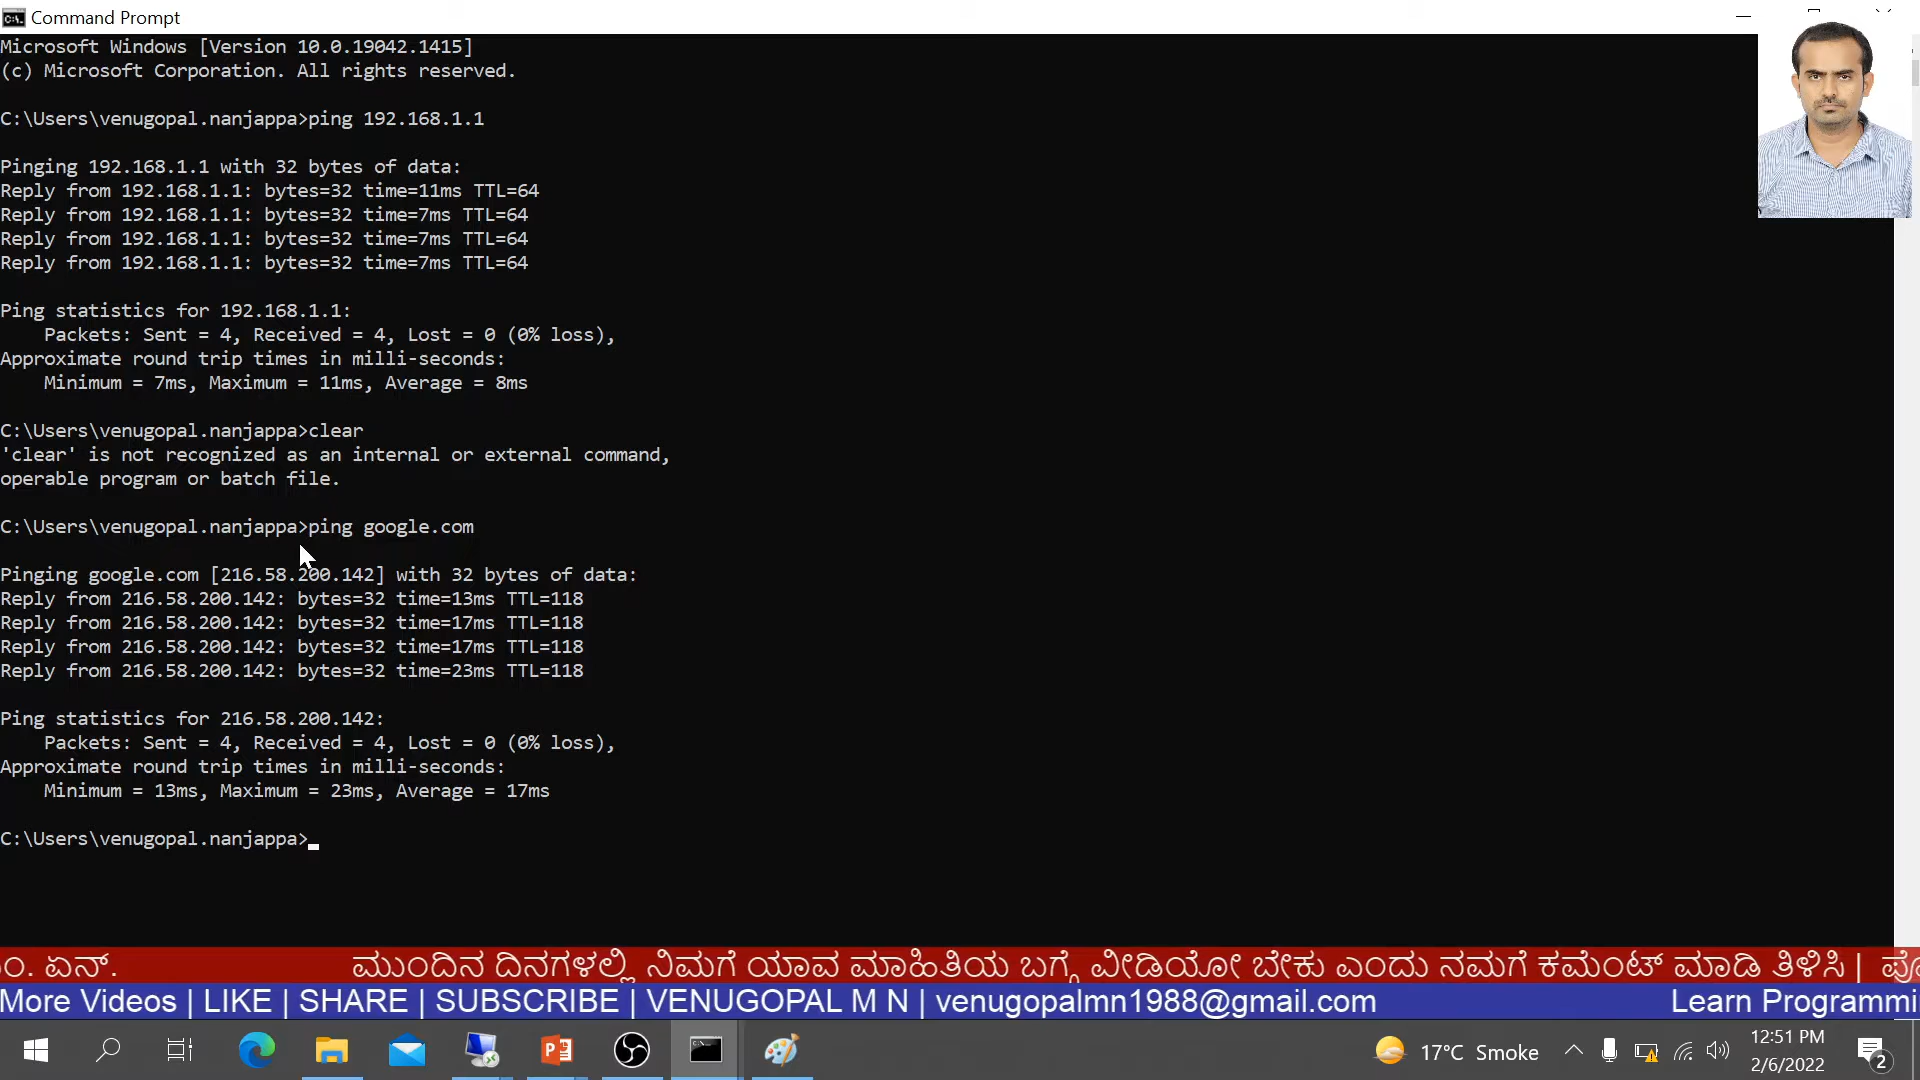 Command Prompt
Microsoft Windows [Version 10.0.19042.1415]
(c) Microsoft Corporation. All rights reserved.
C:\Users\venugopal.nanjappa>ping 192.168.1.1
Pinging 192.168.1.1 with 32 bytes of data:
Reply from 192.168.1.1: bytes=32 time=11ms TTL=64
Reply from 192.168.1.1: bytes=32 time=7ms TTL=64
Reply from 192.168.1.1: bytes=32 time=7ms TTL=64
Reply from 192.168.1.1: bytes=32 time=7ms TTL=64
Ping statistics for 192.168.1.1:
Packets: Sent = 4, Received = 4, Lost = 0 (0% loss),
Approximate round trip times in milli-seconds:
Minimum = 7ms, Maximum = 11ms, Average = 8ms
C:\Users\venugopal.nanjappa>clear
'clear' is not recognized as an internal or external command,
operable program or batch file.
C:\Users\venugopal.nanjappa>ping google.com
Pinging google.com [216.58.200.142] with 32 bytes of data:
Reply from 216.58.200.142: bytes=32 time=13ms TTL=118
Reply from 216.58.200.142: bytes=32 time=17ms TTL=118
Reply from 216.58.200.142: bytes=32 time=17ms TTL=118
Reply from 216.58.200.142: bytes=32 time=23ms TTL=118
Ping statistics for 216.58.200.142:
Packets: Sent = 4, Received = 4, Lost = 0 (0% loss),
Approximate round trip times in milli-seconds:
Minimum = 13ms, Maximum = 23ms, Average = 17ms
C:\Users\venugopal.nanjappa>
ಏನ್. ಮುಂದಿನ ದಿನಗಳಲ್ಲಿ ನಿಮಗೆ ಯಾವ ಮಾಹಿತಿಯ ಬಗ್ಗೆ ವೀಡಿಯೋ ಬೇಕು ಎಂದು ನಮಗೆ ಕಮೆಂಟ್ ಮಾಡಿ ತಿಳಿಸಿ |
More Videos | LIKE | SHARE | SUBSCRIBE | VENUGOPAL M N | venugopalmn1988@gmail.com Learn Programmi
17°C Smoke
12:51 PM
2/6/2022
2